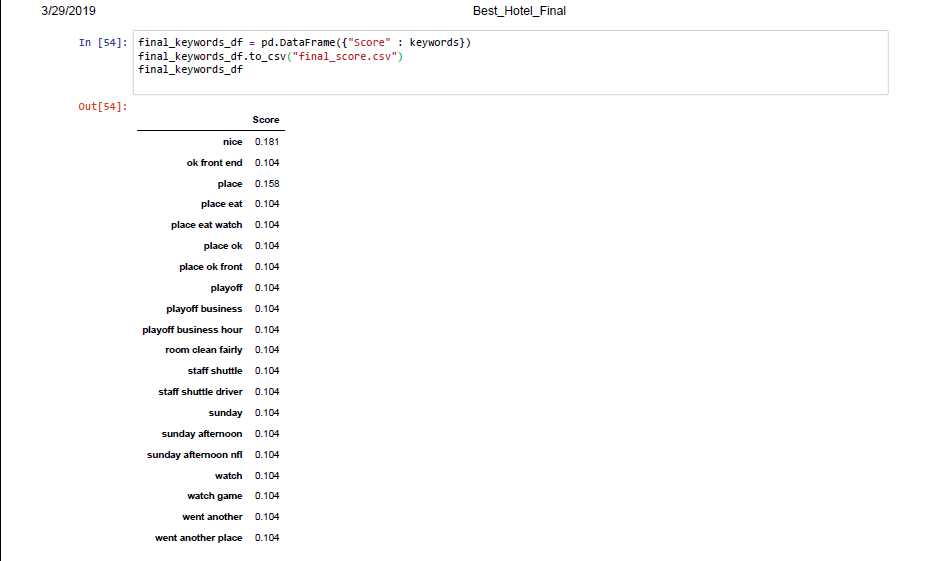 3/29/2019 Best_Hotel_Final
In [54]: final_keywords_df = pd.DataFrame({"Score" : keywords})
final_keywords_df.to_csv("final_score.csv")
final_keywords_df
Out[54]:
Score
nice 0.181
ok front end 0.104
place 0.158
place eat 0.104
place eat watch 0.104
place ok 0.104
place ok front 0.104
playoff 0.104
playoff business 0.104
playoff business hour 0.104
room clean fairly 0.104
staff shuttle 0.104
staff shuttle driver 0.104
sunday 0.104
sunday afternoon 0.104
sunday afternoon nfl 0.104
watch 0.104
watch game 0.104
went another 0.104
went another place 0.104